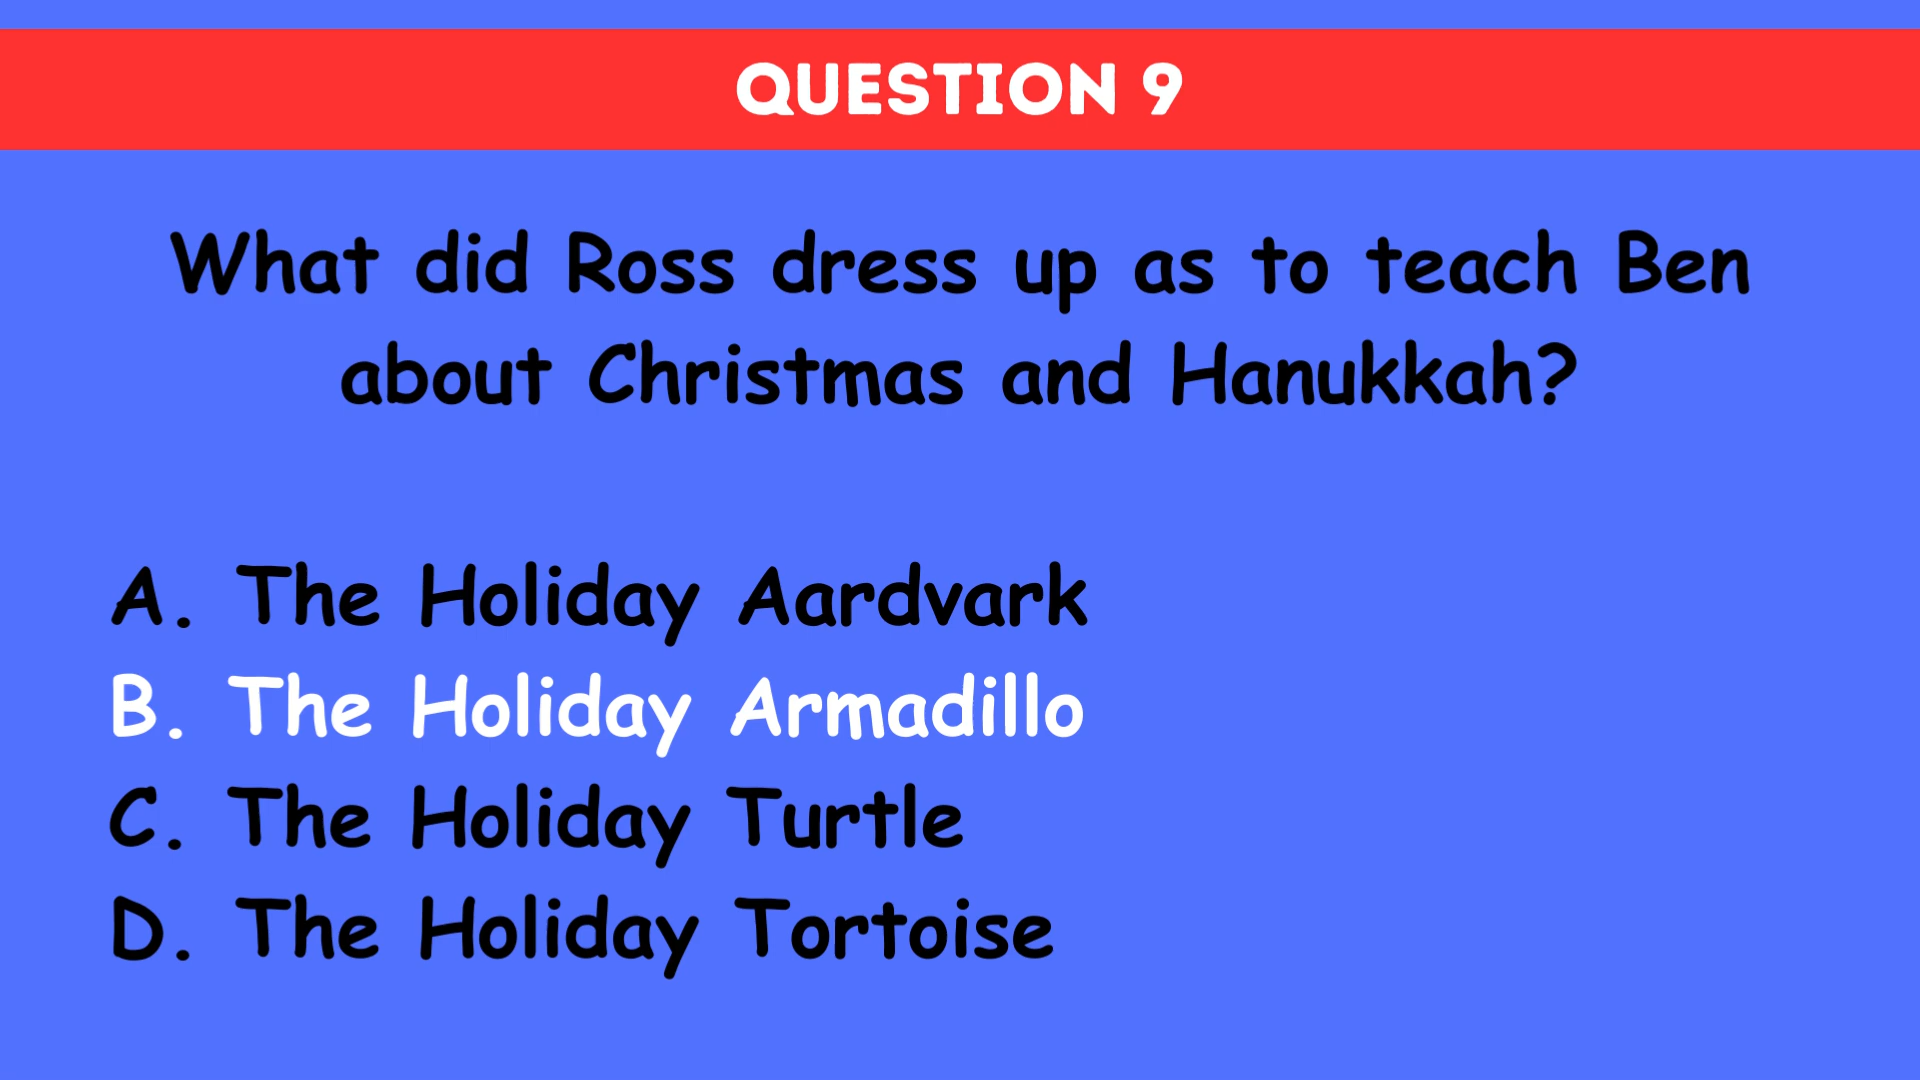 QUESTION 9
What did Ross dress up as to teach Ben
about Christmas and Hanukkah?
A. The Holiday Aardvark
B. The Holiday Armadillo
C. The Holiday Turtle
D. The Holiday Tortoise